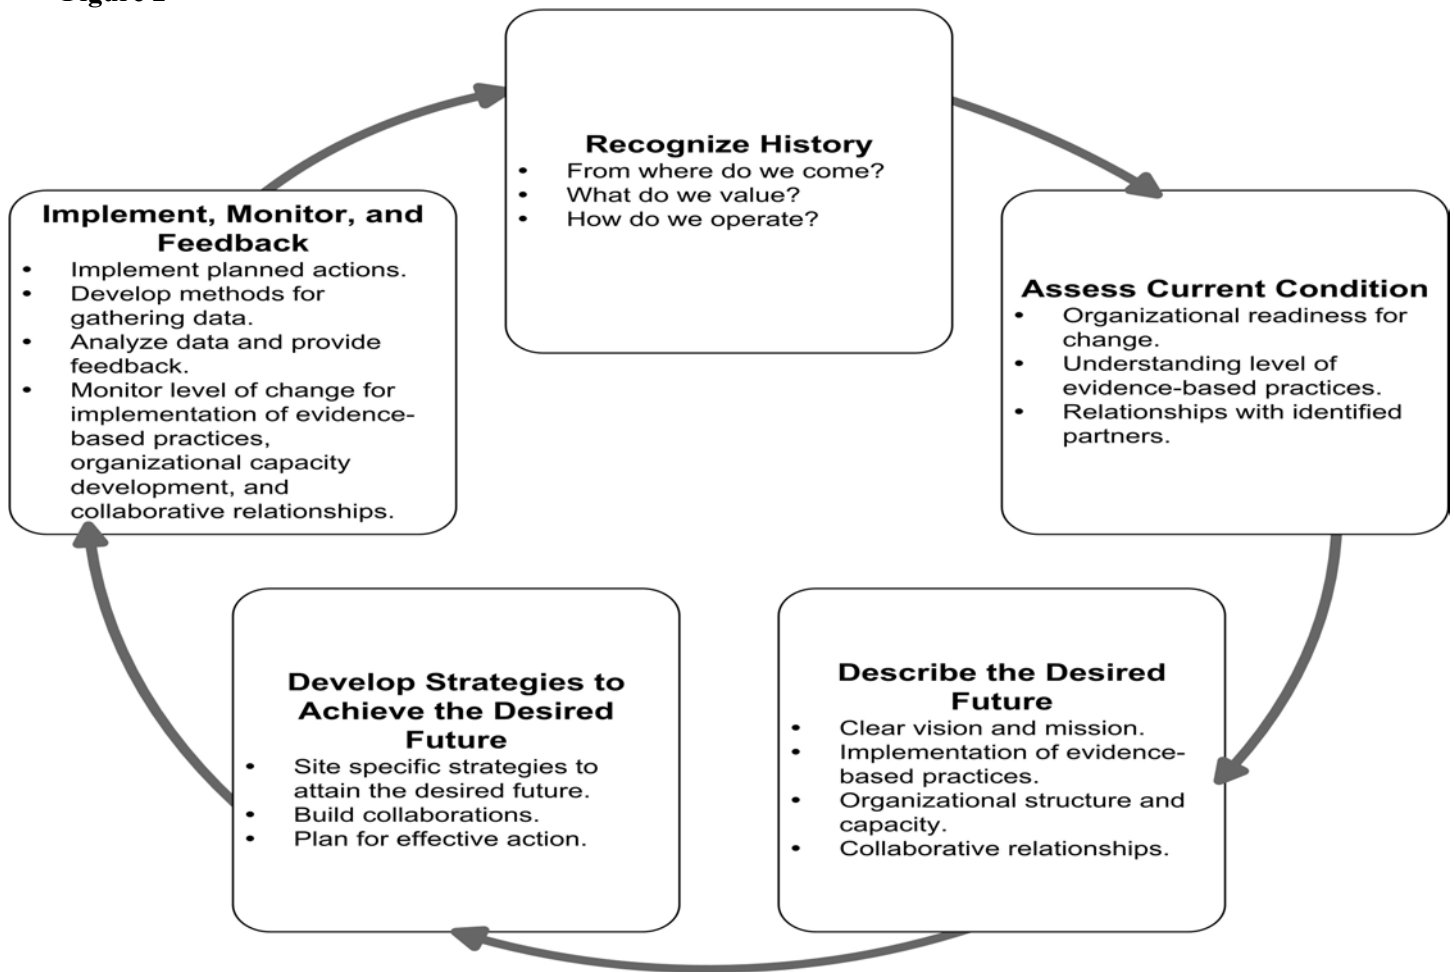 Recognize History
• From where do we come?
• What do we value?
• How do we operate?
Assess Current Condition
• Organizational readiness for
change.
• Understanding level of
evidence-based practices.
• Relationships with identified
partners.
Describe the Desired
Future
• Clear vision and mission.
• Implementation of evidence-
based practices.
• Organizational structure and
capacity.
• Collaborative relationships.
Develop Strategies to
Achieve the Desired
Future
• Site specific strategies to
attain the desired future.
• Build collaborations.
• Plan for effective action.
Implement, Monitor, and
Feedback
• Implement planned actions.
• Develop methods for
gathering data.
• Analyze data and provide
feedback.
• Monitor level of change for
implementation of evidence-
based practices,
organizational capacity
development, and
collaborative relationships.